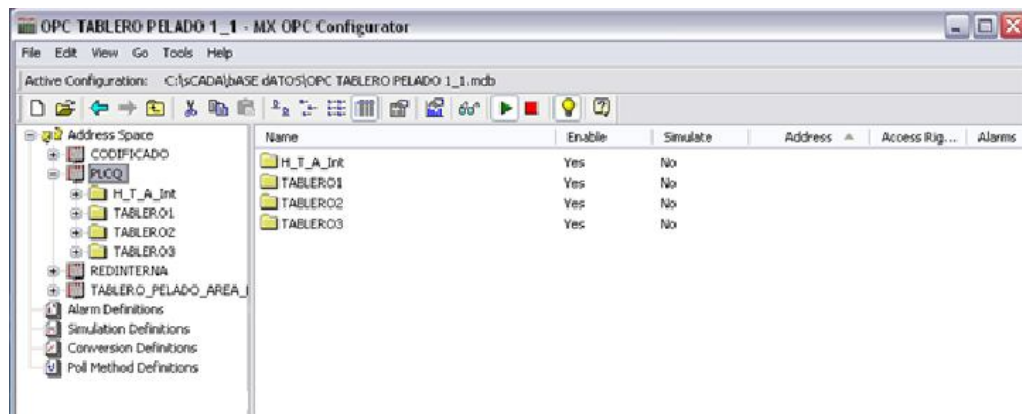 OPC TABLERO PELADO 1_1 - MX OPC Configurator
File Edit View Go Tools Help
Active Configuration: C:\sCADA\bASE dATOS\OPC TABLERO PELADO 1_1.mdb
Address Space
CODIFICADO
PLCQ
H_T_A_Int
TABLERO1
TABLERO2
TABLERO3
REDINTERNA
TABLERO_PELADO_AREA_
Alarm Definitions
Simulation Definitions
Conversion Definitions
Poll Method Definitions
Name Enable Simulate Address Access Rig... Alarms
H_T_A_Int Yes No
TABLERO1 Yes No
TABLERO2 Yes No
TABLERO3 Yes No